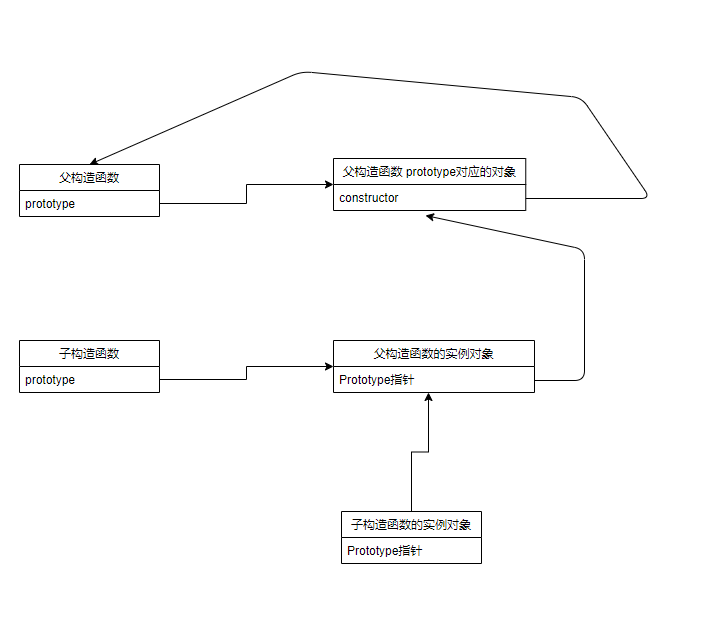 父构造函数
prototype
父构造函数 prototype对应的对象
constructor
子构造函数
prototype
父构造函数的实例对象
Prototype指针
子构造函数的实例对象
Prototype指针